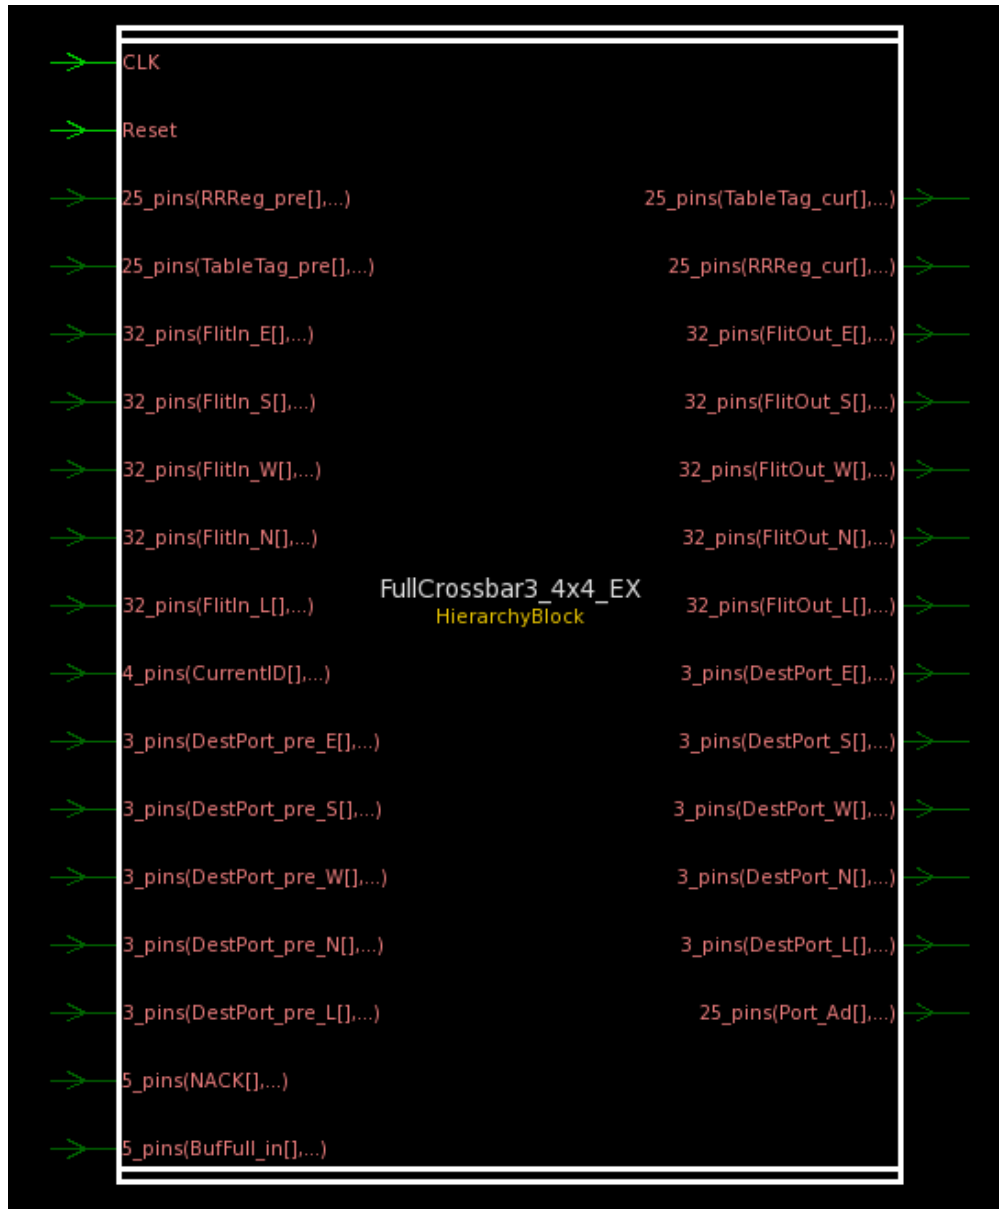 CLK
Reset
25_pins(RRReg_pre[],...)
25_pins(TableTag_cur[],...)
25_pins(TableTag_pre[],...)
25_pins(RRReg_cur[],...)
32_pins(FlitIn_E[],...)
32_pins(FlitOut_E[],...)
32_pins(FlitIn_S[],...)
32_pins(FlitOut_S[],...)
32_pins(FlitIn_W[],...)
32_pins(FlitOut_W[],...)
32_pins(FlitIn_N[],...)
32_pins(FlitOut_N[],...)
FullCrossbar3_4x4_EX
HierarchyBlock
32_pins(FlitIn_L[],...)
32_pins(FlitOut_L[],...)
4_pins(CurrentID[],...)
3_pins(DestPort_E[],...)
3_pins(DestPort_pre_E[],...)
3_pins(DestPort_S[],...)
3_pins(DestPort_pre_S[],...)
3_pins(DestPort_W[],...)
3_pins(DestPort_pre_W[],...)
3_pins(DestPort_N[],...)
3_pins(DestPort_pre_N[],...)
3_pins(DestPort_L[],...)
3_pins(DestPort_pre_L[],...)
25_pins(Port_Ad[],...)
5_pins(NACK[],...)
5_pins(BufFull_in[],...)